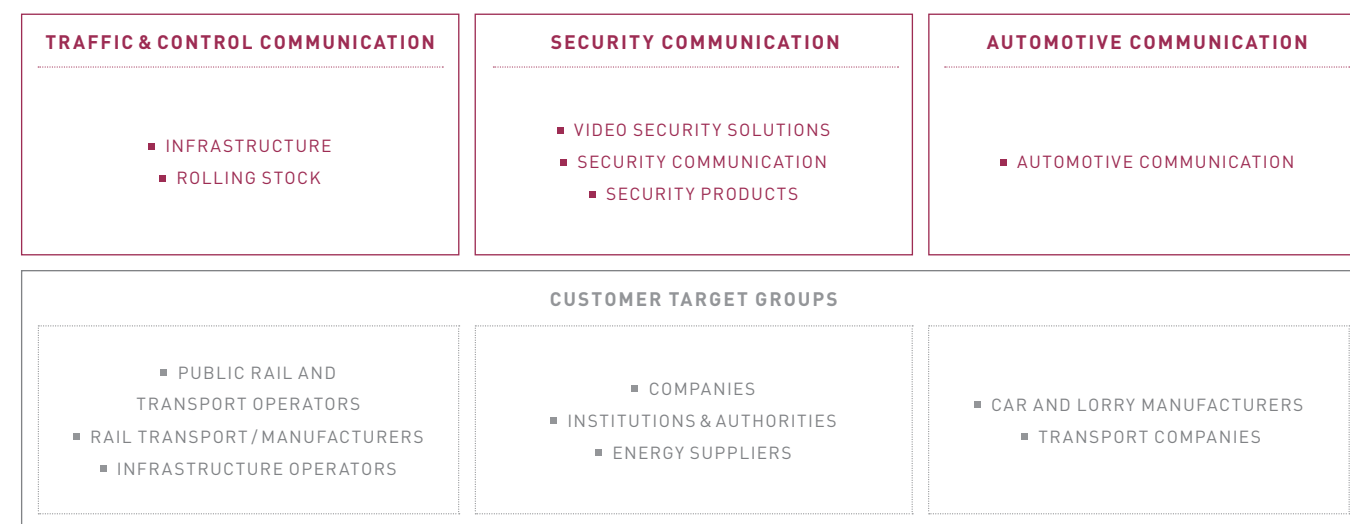 TRAFFIC & CONTROL COMMUNICATION
▪ INFRASTRUCTURE
▪ ROLLING STOCK
SECURITY COMMUNICATION
▪ VIDEO SECURITY SOLUTIONS
▪ SECURITY COMMUNICATION
▪ SECURITY PRODUCTS
AUTOMOTIVE COMMUNICATION
▪ AUTOMOTIVE COMMUNICATION
CUSTOMER TARGET GROUPS
▪ PUBLIC RAIL AND
TRANSPORT OPERATORS
▪ RAIL TRANSPORT / MANUFACTURERS
▪ INFRASTRUCTURE OPERATORS
▪ COMPANIES
▪ INSTITUTIONS & AUTHORITIES
▪ ENERGY SUPPLIERS
▪ CAR AND LORRY MANUFACTURERS
▪ TRANSPORT COMPANIES